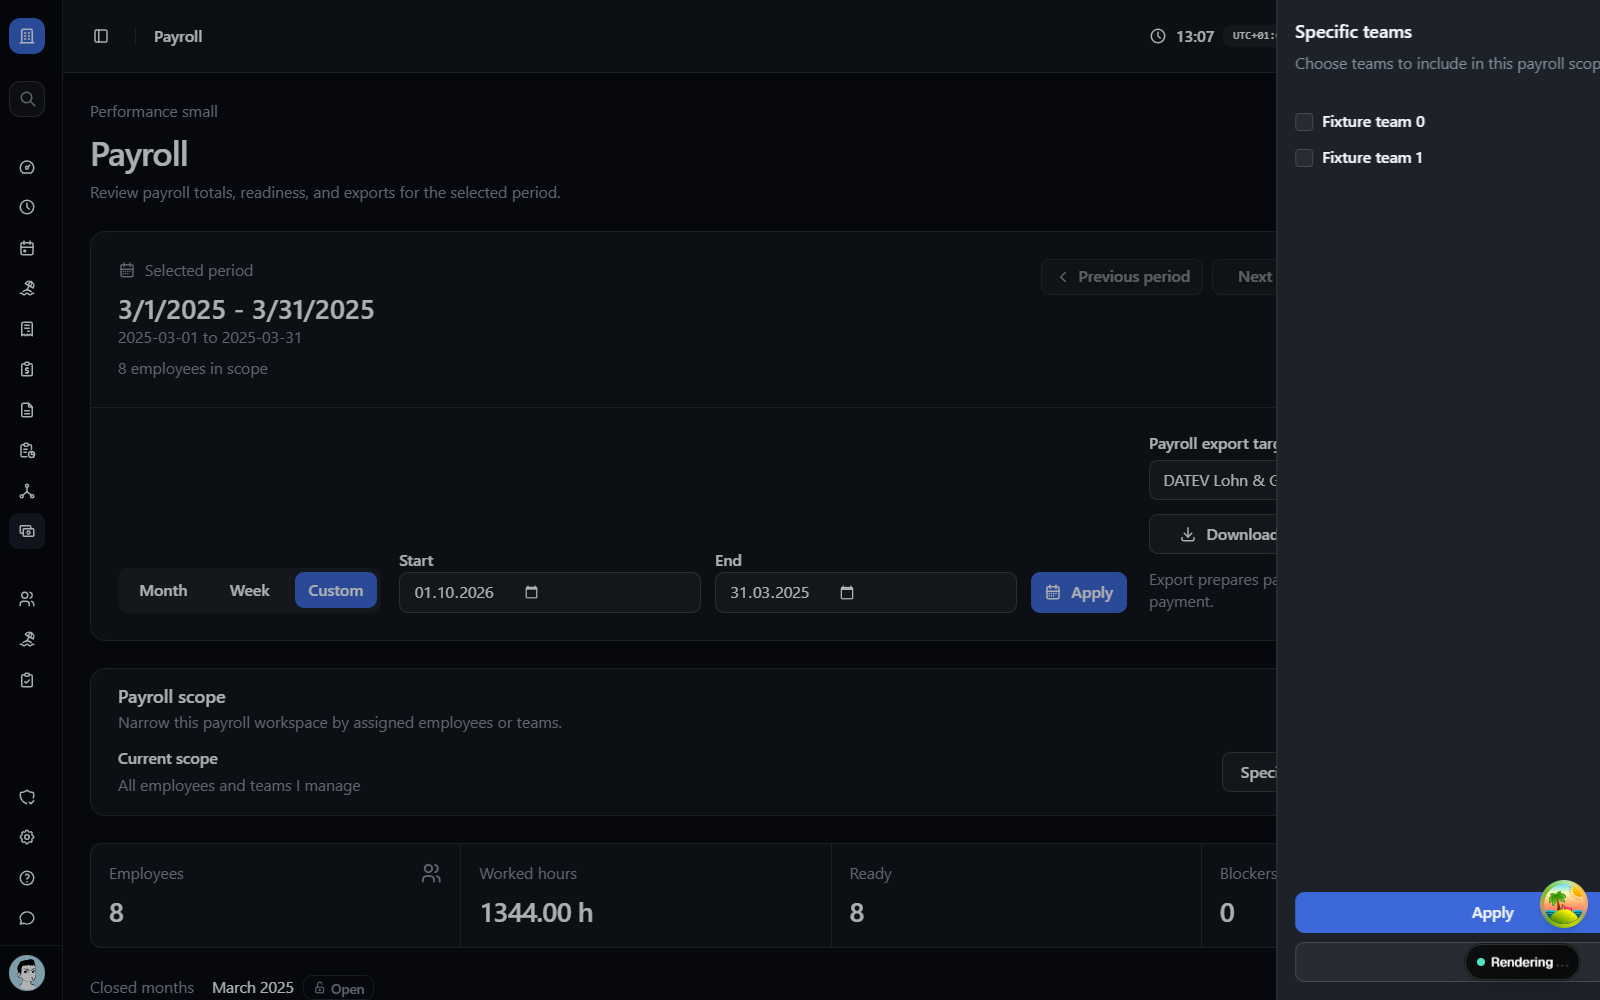 Payroll
13:07
UTC+01:
Performance small
Payroll
Review payroll totals, readiness, and exports for the selected period.
Selected period
3/1/2025 - 3/31/2025
2025-03-01 to 2025-03-31
8 employees in scope
Previous period
Next
Payroll export targ
DATEV Lohn & G
Download
Export prepares pa
payment.
Month
Week
Custom
Start
01.10.2026
End
31.03.2025
Apply
Payroll scope
Narrow this payroll workspace by assigned employees or teams.
Current scope
All employees and teams I manage
Speci
Employees
8
Worked hours
1344.00 h
Ready
8
Blockers
0
Closed months
March 2025
Open
Specific teams
Choose teams to include in this payroll scop
Fixture team 0
Fixture team 1
Apply
Rendering...